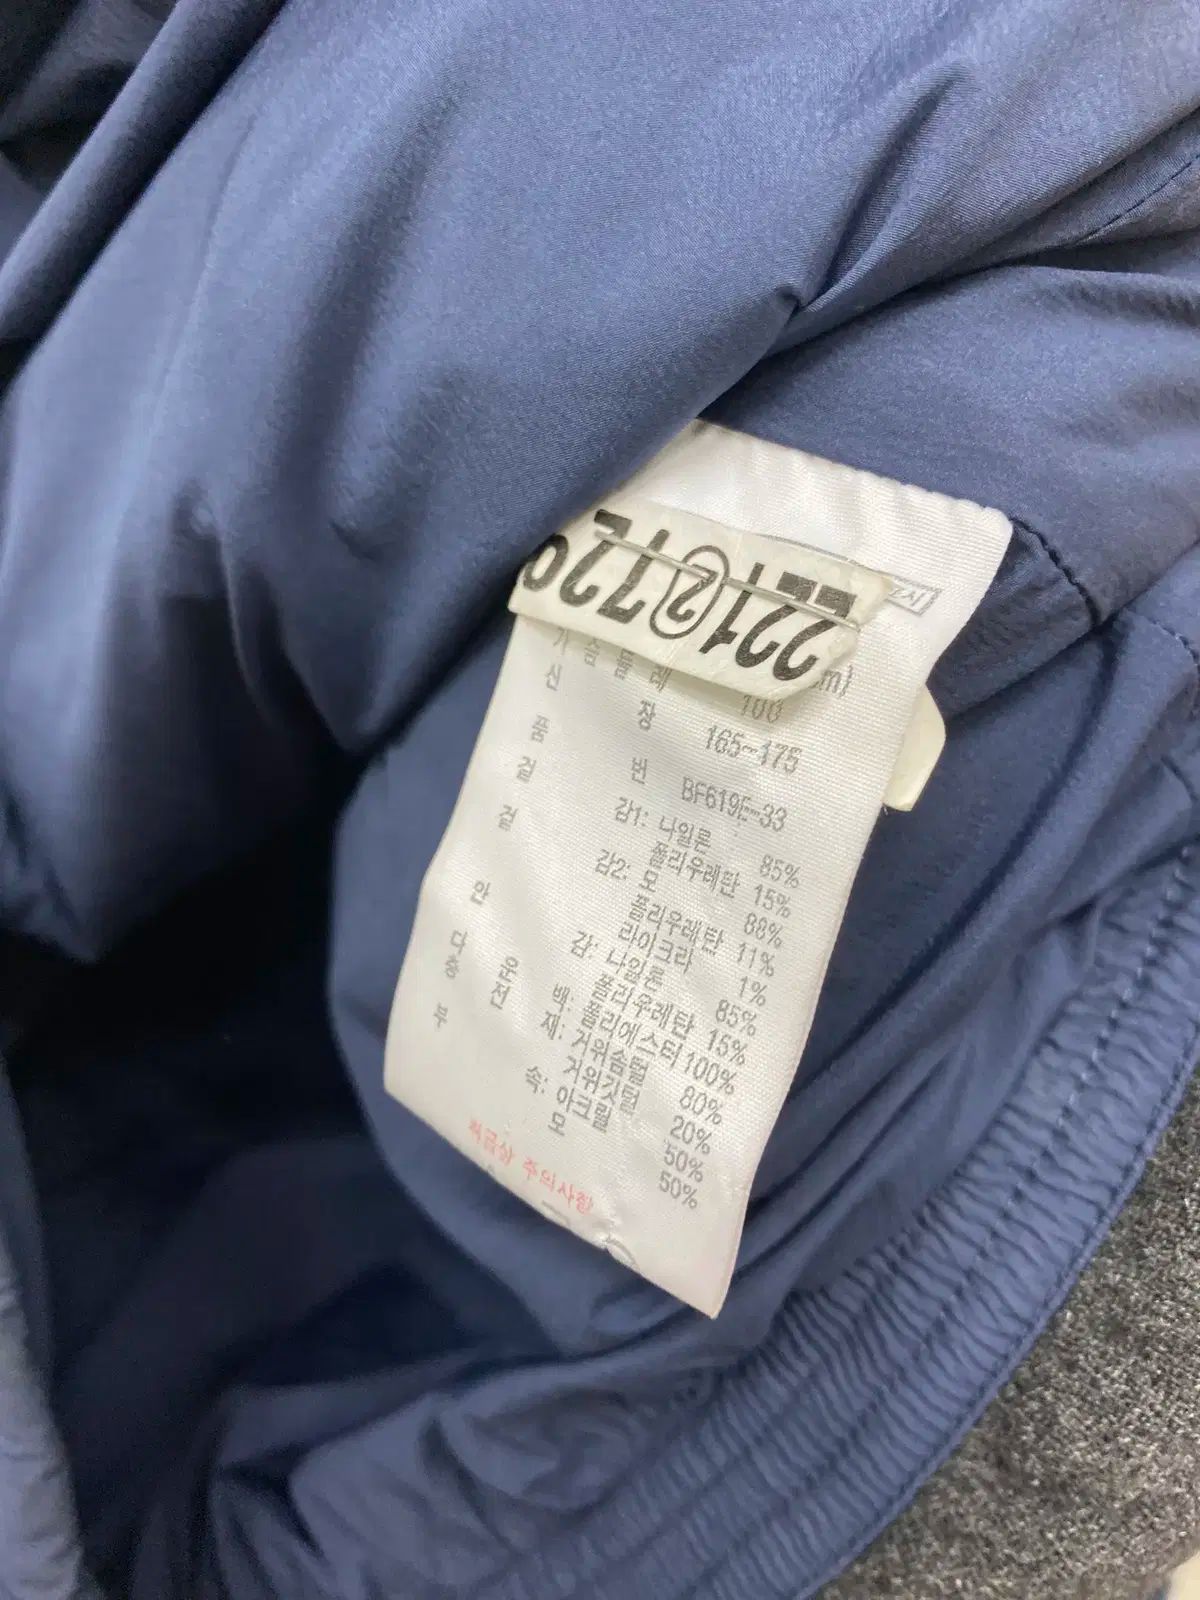 221②729
m)
가슴둘레 100
신장 165~175
품번 BF619E-33
겉감1: 나일론 85%
폴리우레탄 15%
겉감2: 모 88%
폴리우레탄 11%
라이크라 1%
안감: 나일론 85%
폴리우레탄 15%
다운백: 폴리에스터 100%
충전재: 거위솜털 80%
거위깃털 20%
부속: 아크릴 50%
모 50%
취급상 주의사항